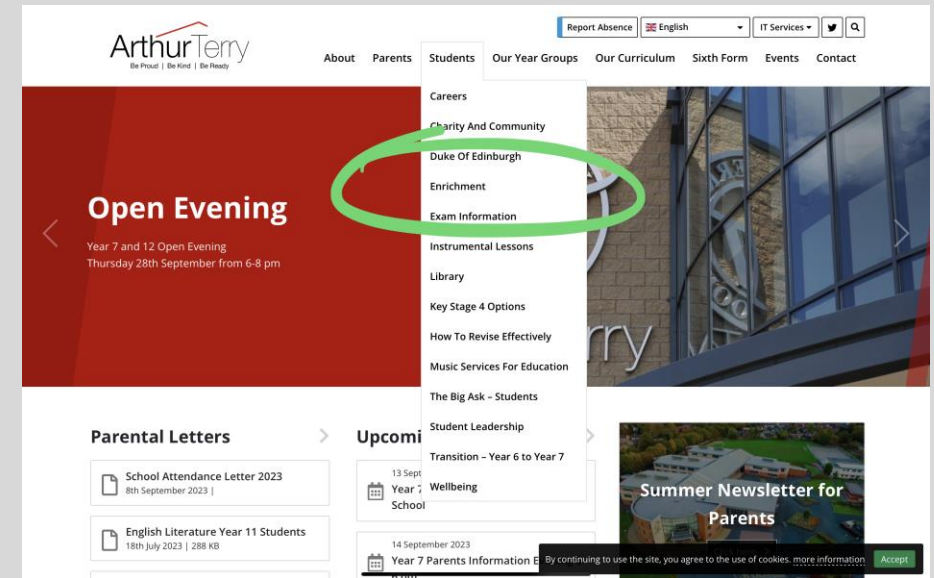 Report Absence
English
IT Services
ArthurTerry
Be Proud | Be Kind | Be Ready
About Parents Students Our Year Groups Our Curriculum Sixth Form Events Contact
Careers
Charity And Community
Duke Of Edinburgh
Enrichment
Exam Information
Instrumental Lessons
Library
Key Stage 4 Options
How To Revise Effectively
Music Services For Education
The Big Ask – Students
Student Leadership
Transition – Year 6 to Year 7
Wellbeing
Open Evening
Year 7 and 12 Open Evening
Thursday 28th September from 6-8 pm
Parental Letters
School Attendance Letter 2023
8th September 2023 |
English Literature Year 11 Students
18th July 2023 | 288 KB
Upcomi
13 Sept
Year 7
School
14 September 2023
Year 7 Parents Information E
Summer Newsletter for
Parents
By continuing to use the site, you agree to the use of cookies. more information
Accept